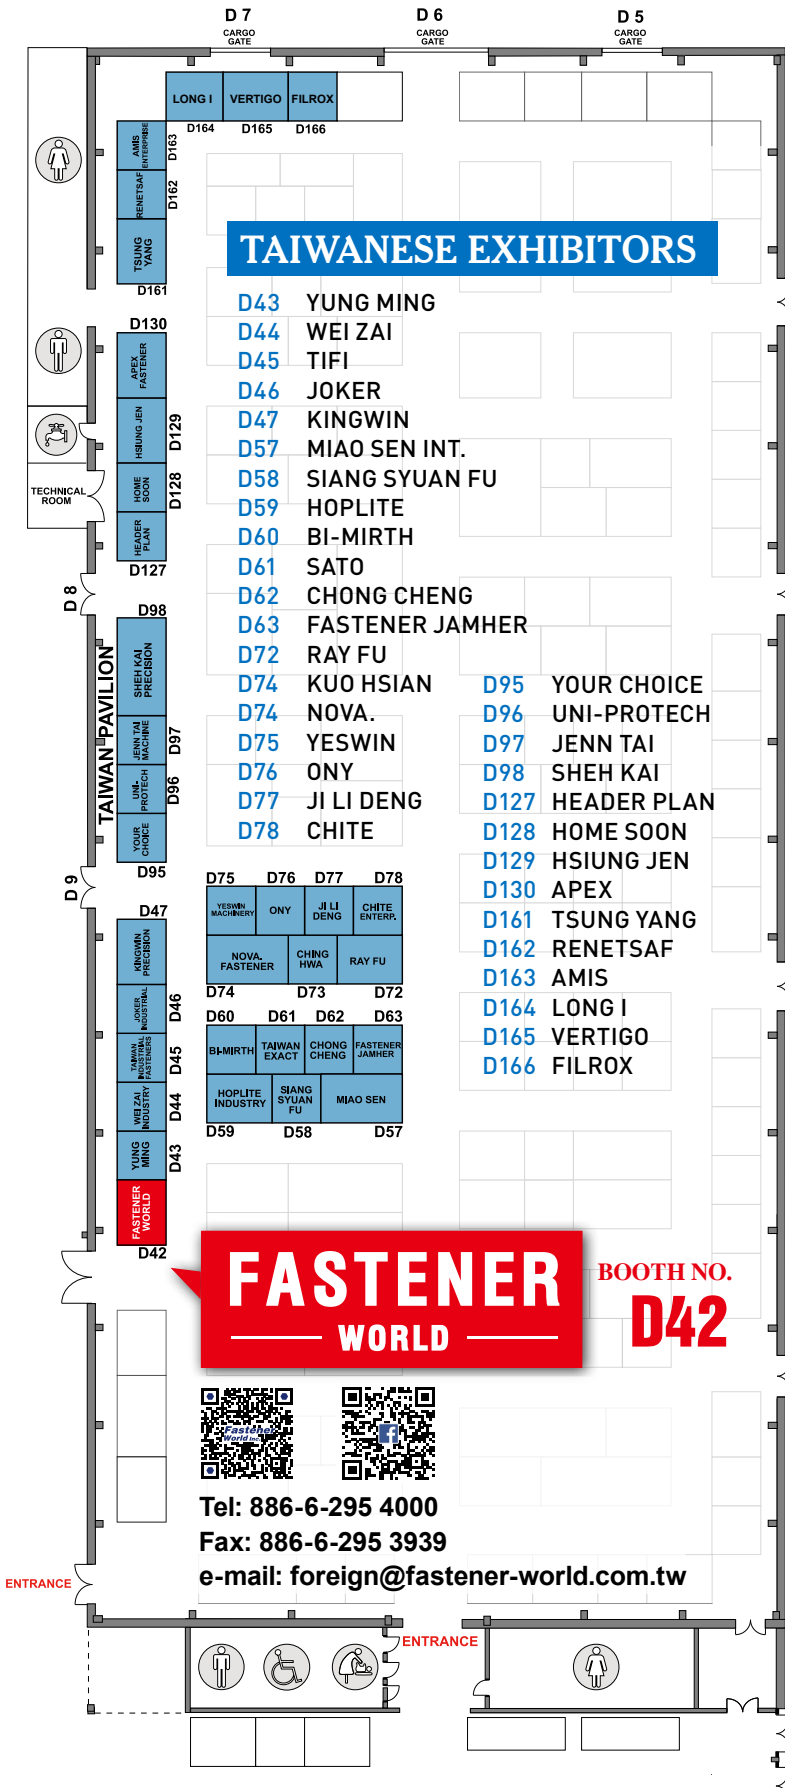 D 7
CARGO
GATE
D 6
CARGO
GATE
D 5
CARGO
GATE
LONG I
VERTIGO
FILROX
D164
D165
D166
AMIS
ENTERPRISE
D163
RENETSAF
D162
TSUNG
YANG
D161
TAIWANESE EXHIBITORS
D43 YUNG MING
D44 WEI ZAI
D45 TIFI
D46 JOKER
D47 KINGWIN
D57 MIAO SEN INT.
D58 SIANG SYUAN FU
D59 HOPLITE
D60 BI-MIRTH
D61 SATO
D62 CHONG CHENG
D63 FASTENER JAMHER
D72 RAY FU
D74 KUO HSIAN
D74 NOVA.
D75 YESWIN
D76 ONY
D77 JI LI DENG
D78 CHITE
D95 YOUR CHOICE
D96 UNI-PROTECH
D97 JENN TAI
D98 SHEH KAI
D127 HEADER PLAN
D128 HOME SOON
D129 HSIUNG JEN
D130 APEX
D161 TSUNG YANG
D162 RENETSAF
D163 AMIS
D164 LONG I
D165 VERTIGO
D166 FILROX
D130
APEX
FASTENER
HSIUNG JEN
D129
HOME
SOON
D128
HEADER
PLAN
D127
TECHNICAL
ROOM
D 8
D98
TAIWAN PAVILION
SHEH KAI
PRECISION
JENN TAI
MACHINE
D97
UNI-
PROTECH
D96
YOUR
CHOICE
D95
D 9
D47
KINGWIN
PRECISION
JOKER
INDUSTRIAL
D46
TAIWAN
INDUSTRIAL
FASTENERS
D45
WEI ZAI
INDUSTRY
D44
YUNG
MING
D43
FASTENER
WORLD
D42
D75
D76
D77
D78
YESWIN
MACHINERY
ONY
JI LI
DENG
CHITE
ENTERP.
NOVA.
FASTENER
CHING
HWA
RAY FU
D74
D73
D72
D60
D61
D62
D63
BI-MIRTH
TAIWAN
EXACT
CHONG
CHENG
FASTENER
JAMHER
HOPLITE
INDUSTRY
SIANG
SYUAN
FU
MIAO SEN
D59
D58
D57
FASTENER
WORLD
BOOTH NO.
D42
Fastener
World Inc.
f
Tel: 886-6-295 4000
Fax: 886-6-295 3939
e-mail: foreign@fastener-world.com.tw
ENTRANCE
ENTRANCE